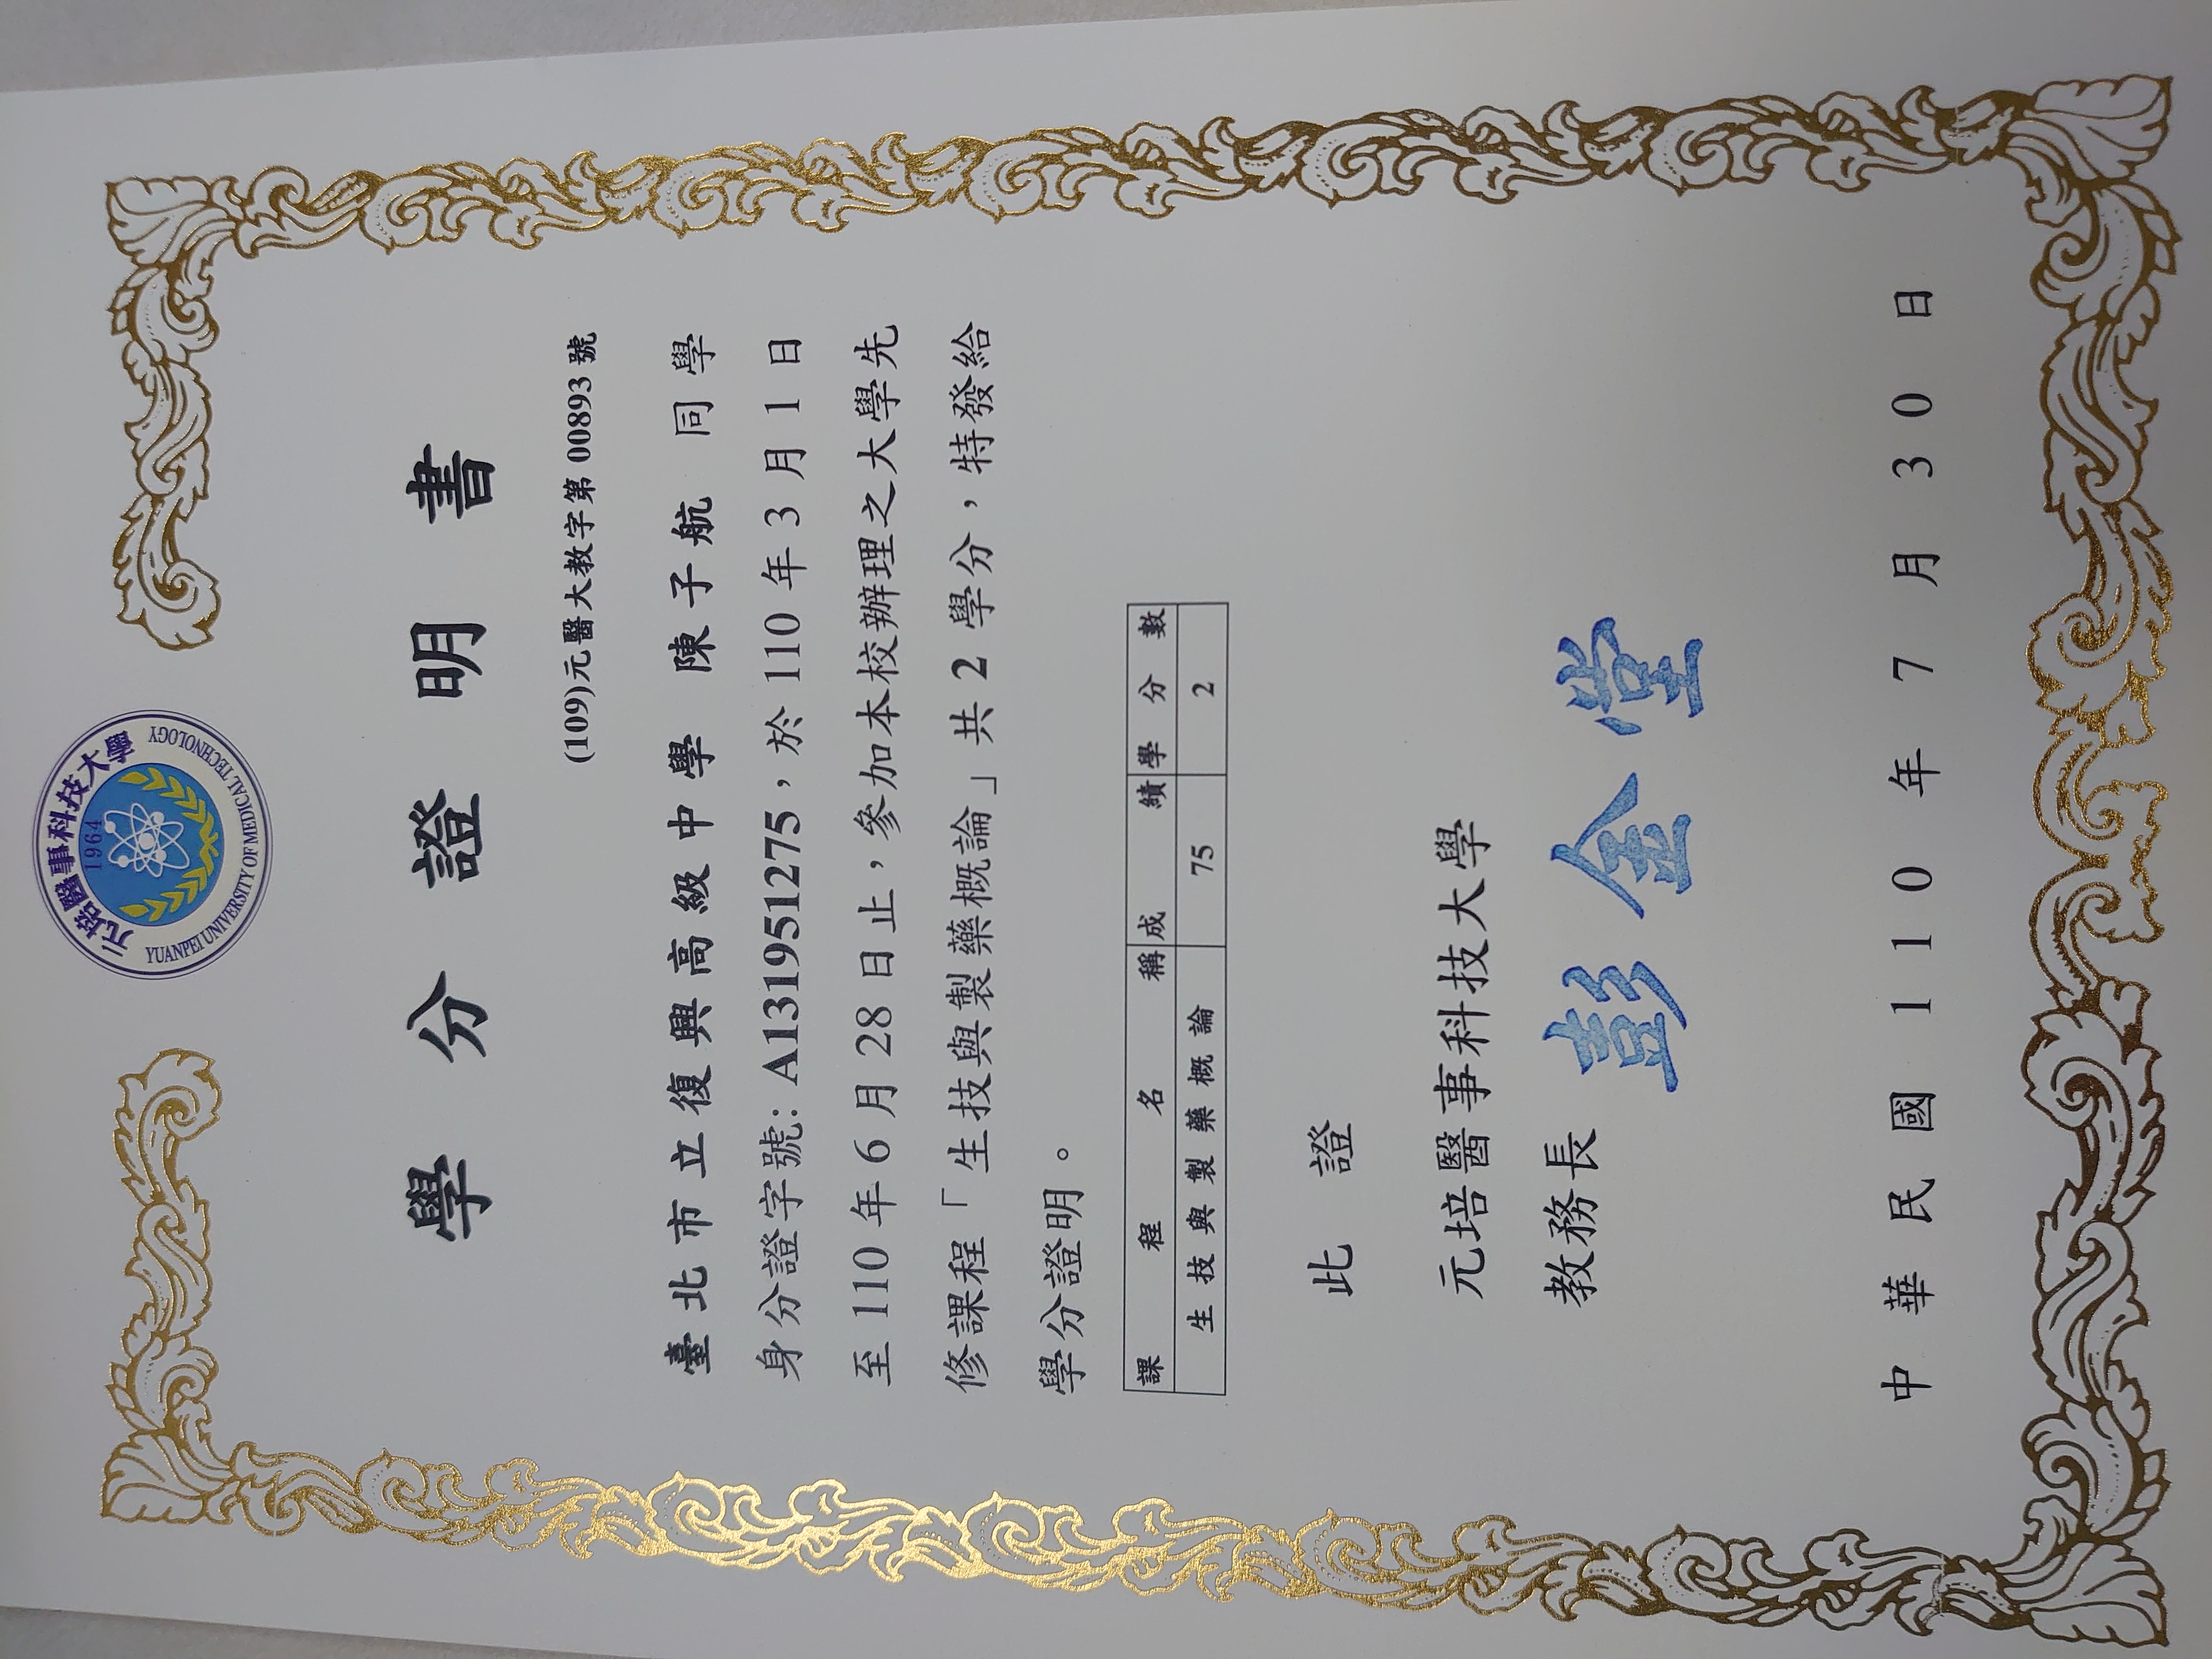 元培醫事科技大學
1964
YUANPEI UNIVERSITY OF MEDICAL TECHNOLOGY
學分證明書
(109)元醫大教字第 00893 號
臺北市立復興高級中學 陳子航 同學
身分證字號: A131951275，於 110 年 3 月 1 日
至 110 年 6 月 28 日止，參加本校辦理之大學先
修課程「生技與製藥概論」共 2 學分，特發給
學分證明。
課程名稱 成績 學分數
生技與製藥概論 75 2
此 證
元培醫事科技大學
教務長 彭金堂
中華民國 110 年 7 月 30 日